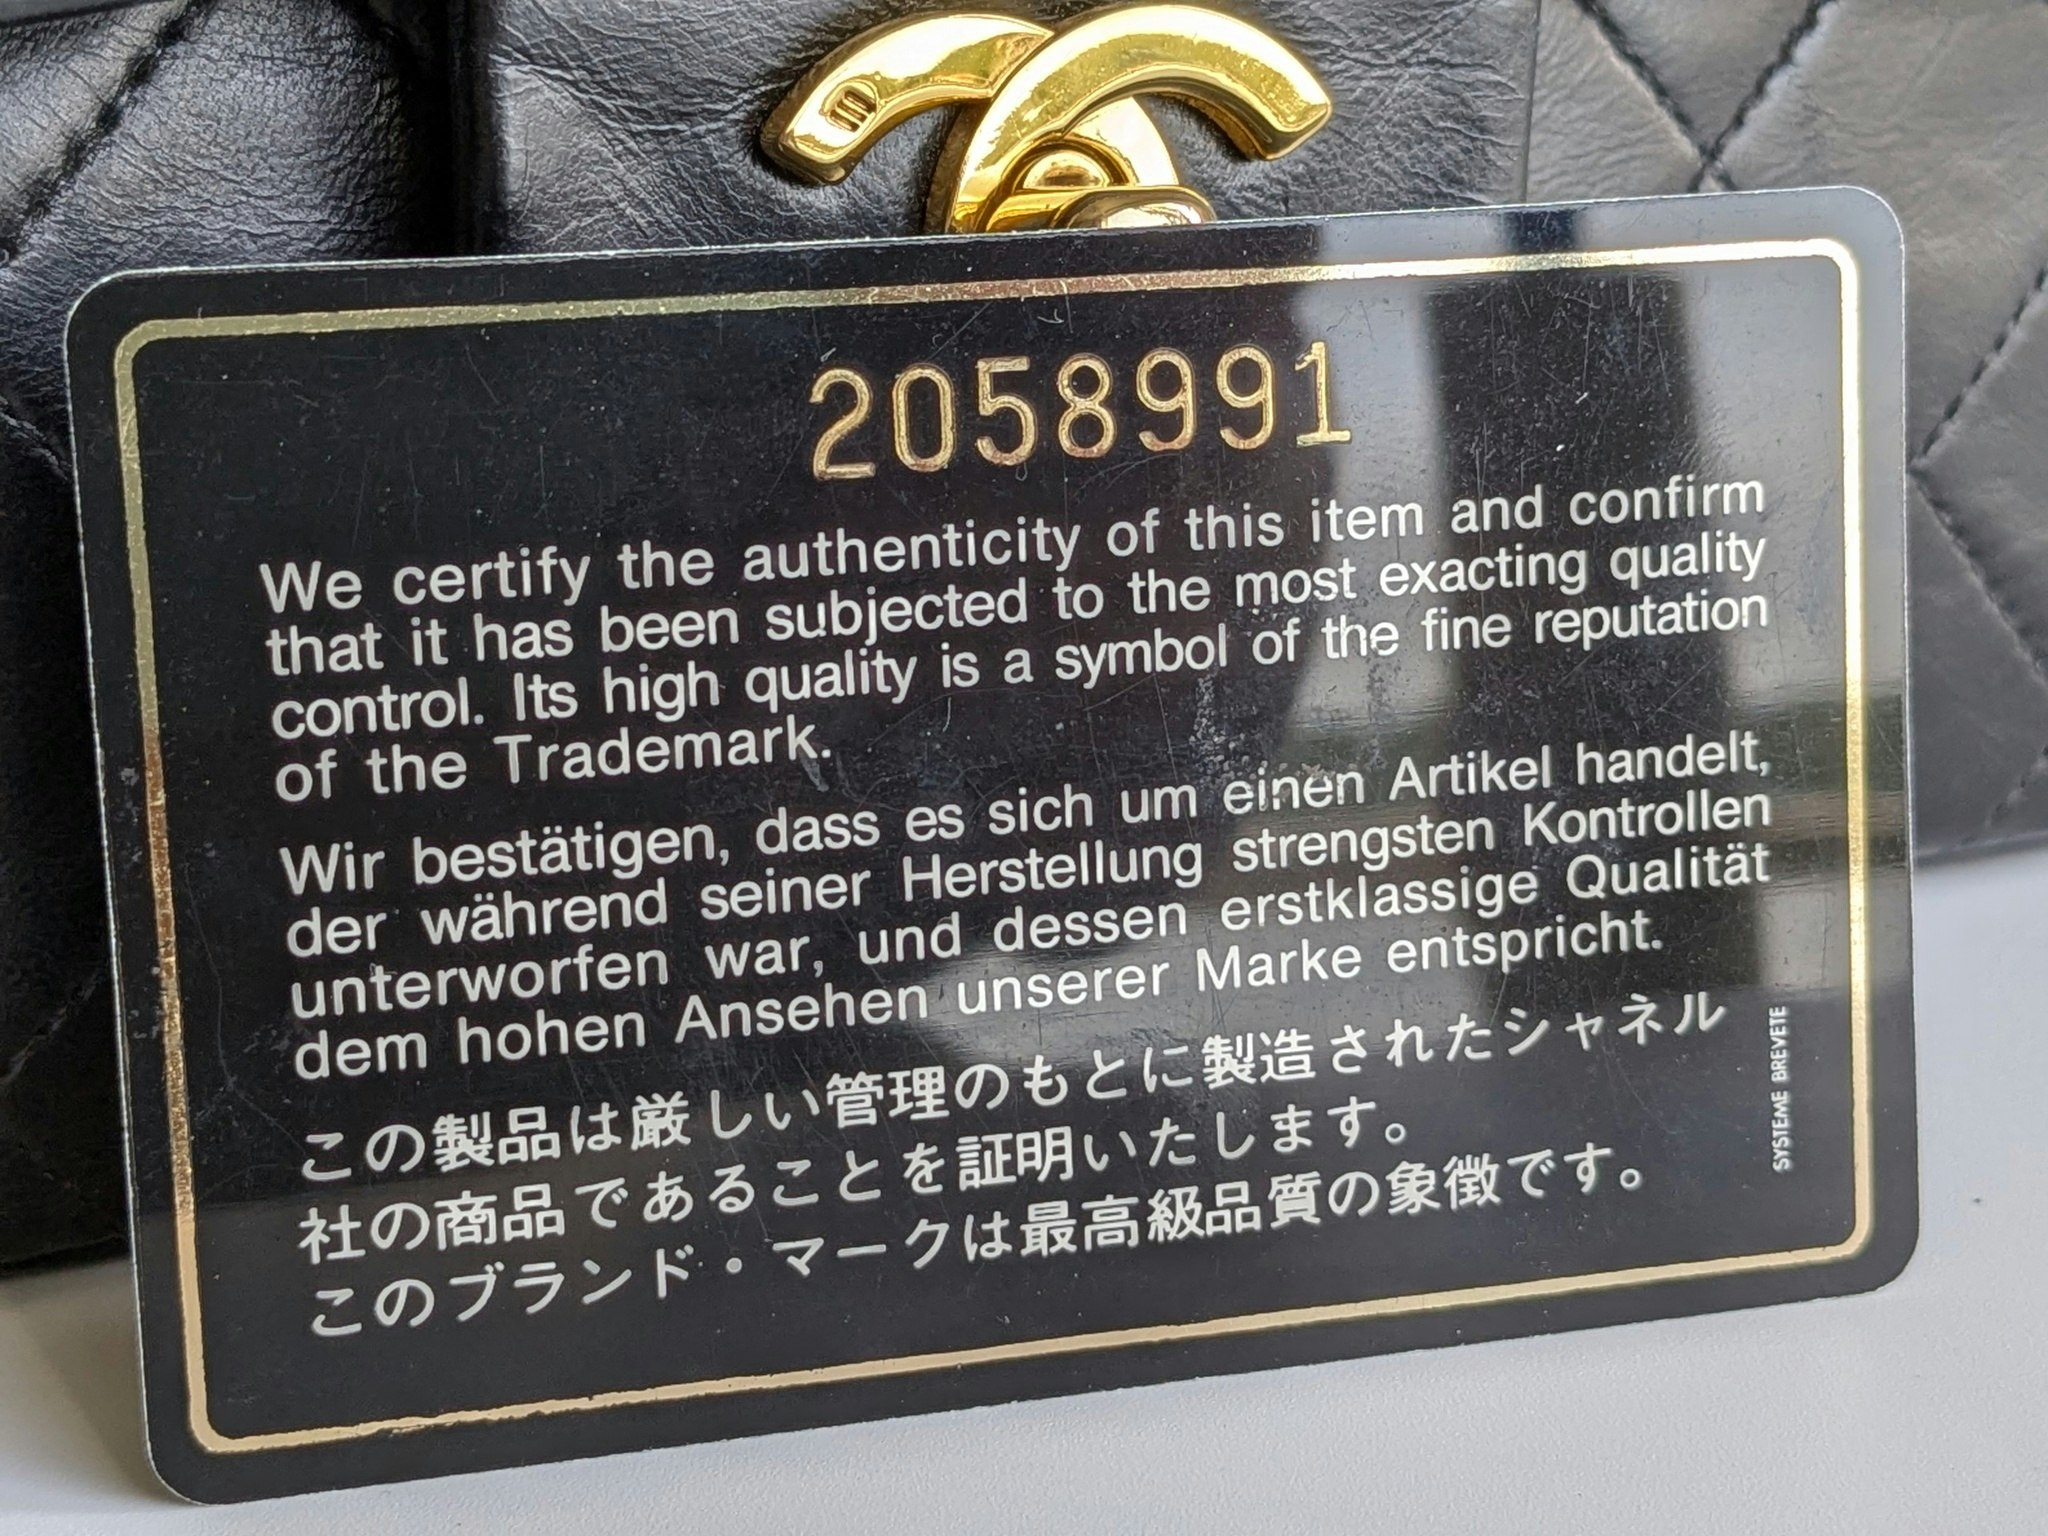 2058991
We certify the authenticity of this item and confirm
that it has been subjected to the most exacting quality
control. Its high quality is a symbol of the fine reputation
of the Trademark.
Wir bestätigen, dass es sich um einen Artikel handelt,
der während seiner Herstellung strengsten Kontrollen
unterworfen war, und dessen erstklassige Qualität
dem hohen Ansehen unserer Marke entspricht.
この製品は厳しい管理のもとに製造されたシャネル
社の商品であることを証明いたします。
このブランド・マークは最高級品質の象徴です。
SYSTEME BREVETE